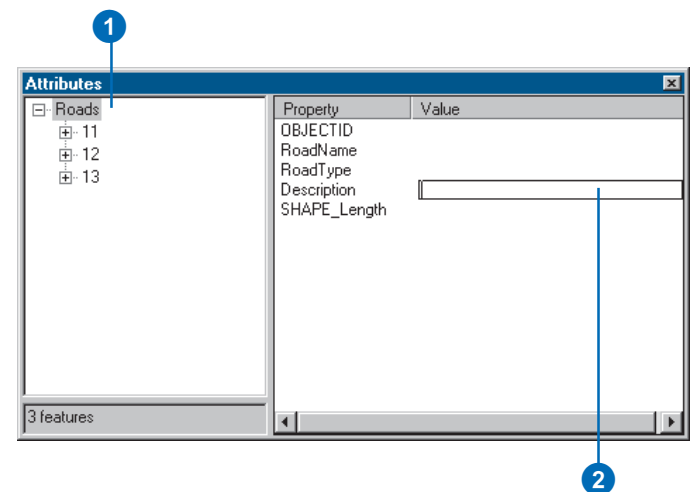 1
Attributes
Roads
11
12
13
3 features
Property Value
OBJECTID
RoadName
RoadType
Description
SHAPE_Length
2